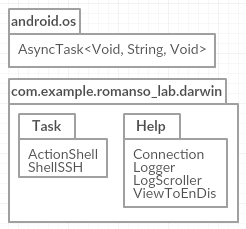 android.os
AsyncTask<Void, String, Void>
com.example.romanso_lab.darwin
Task
ActionShell
ShellSSH
Help
Connection
Logger
LogScroller
ViewToEnDis